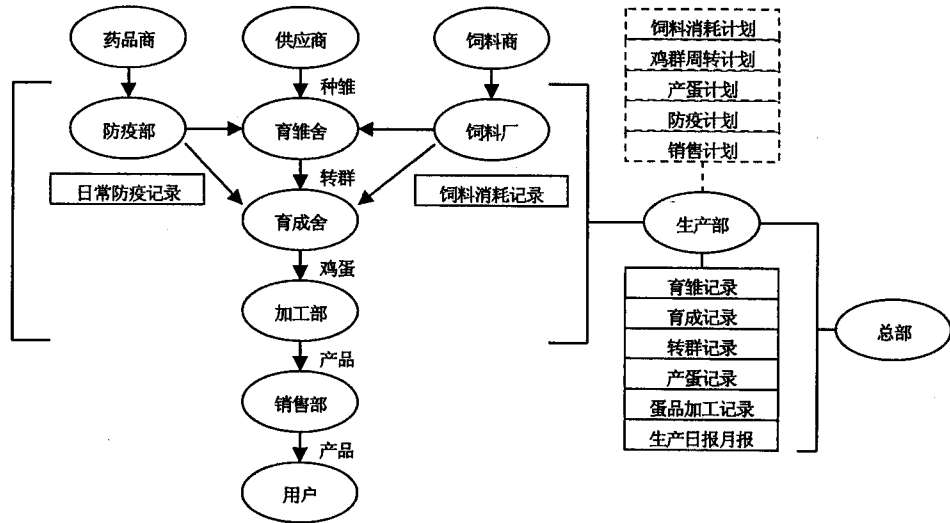 药品商
供应商
饲料商
种雏
防疫部
育雏舍
饲料厂
转群
日常防疫记录
饲料消耗记录
育成舍
鸡蛋
加工部
产品
销售部
产品
用户
饲料消耗计划
鸡群周转计划
产蛋计划
防疫计划
销售计划
生产部
育雏记录
育成记录
转群记录
产蛋记录
蛋品加工记录
生产日报月报
总部